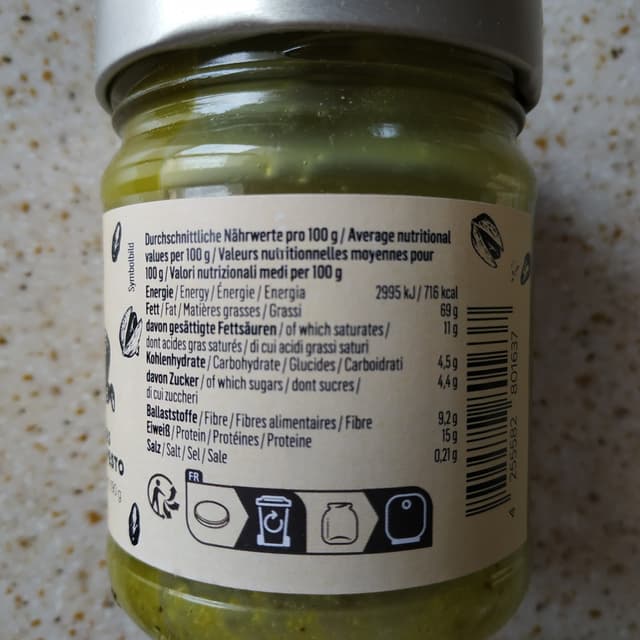 Symbolbild
Durchschnittliche Nährwerte pro 100 g / Average nutritional
values per 100 g / Valeurs nutritionnelles moyennes pour
100 g / Valori nutrizionali medi per 100 g
Energie / Energy / Énergie / Energia 2995 kJ / 716 kcal
Fett / Fat / Matières grasses / Grassi 69 g
davon gesättigte Fettsäuren / of which saturates / 11 g
dont acides gras saturés / di cui acidi grassi saturi
Kohlenhydrate / Carbohydrate / Glucides / Carboidrati 4,5 g
davon Zucker / of which sugars / dont sucres / 4,4 g
di cui zuccheri
Ballaststoffe / Fibre / Fibres alimentaires / Fibre 9,2 g
Eiweiß / Protein / Protéines / Proteine 15 g
Salz / Salt / Sel / Sale 0,21 g
FR
4 255582 801637